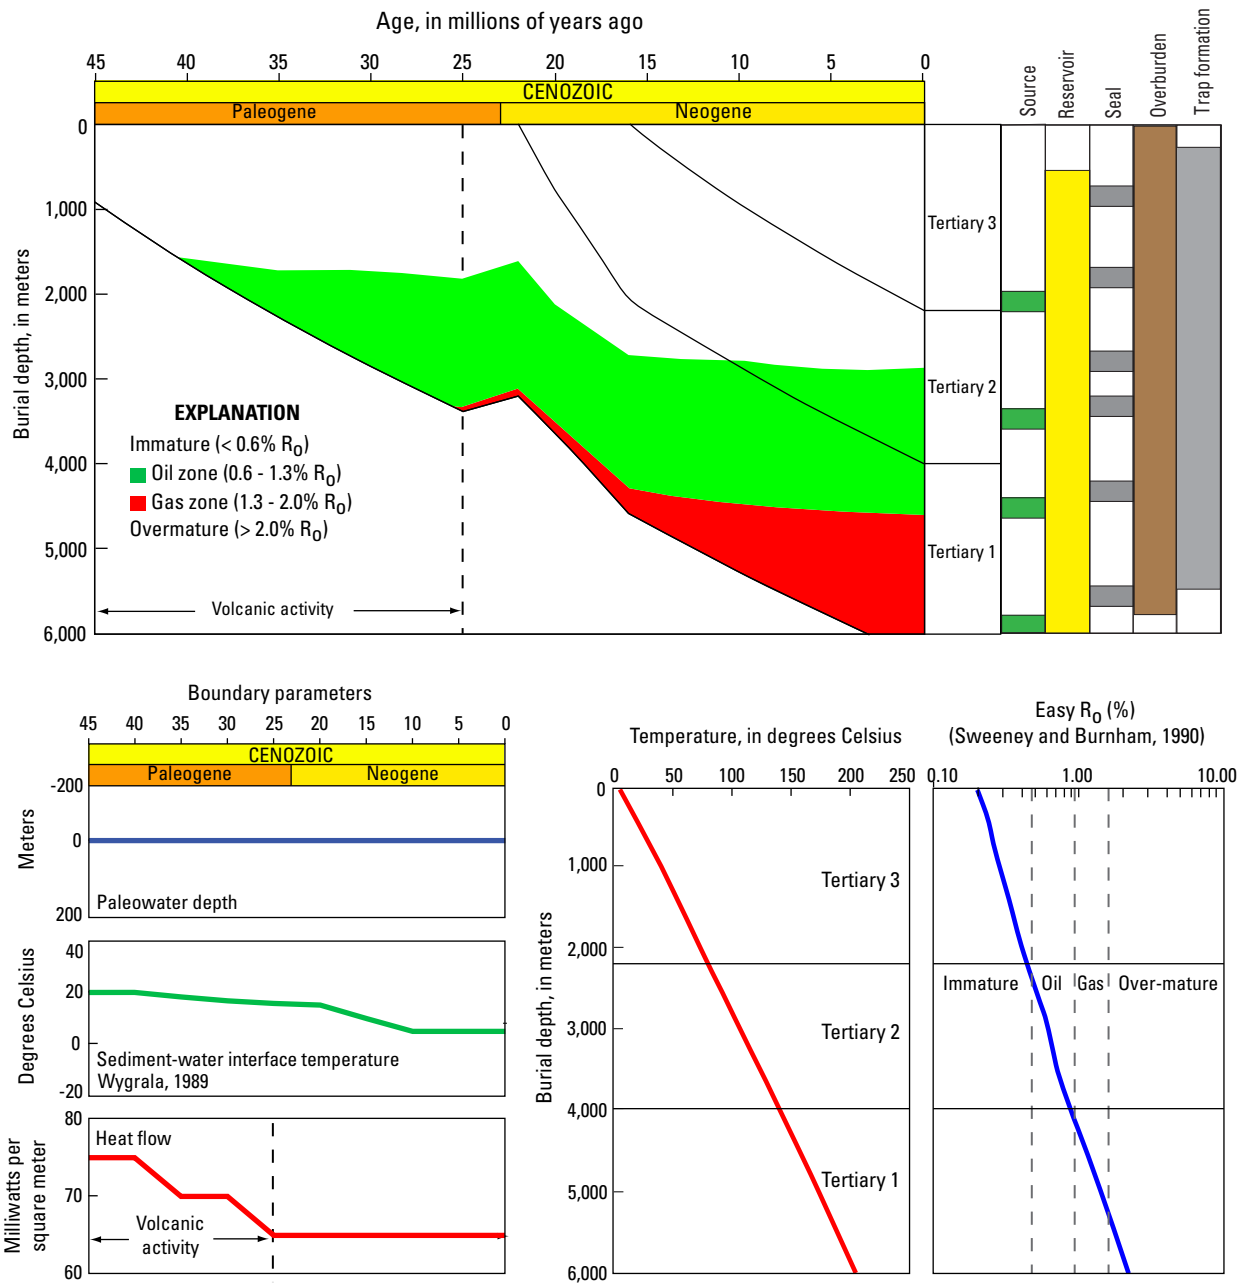 Age, in millions of years ago
45 40 35 30 25 20 15 10 5 0
CENOZOIC
Paleogene Neogene
Source
Reservoir
Seal
Overburden
Trap formation
Burial depth, in meters
0
1,000
2,000
3,000
4,000
5,000
6,000
Tertiary 3
Tertiary 2
Tertiary 1
EXPLANATION
Immature (< 0.6% RO)
Oil zone (0.6 - 1.3% RO)
Gas zone (1.3 - 2.0% RO)
Overmature (> 2.0% RO)
Volcanic activity
Boundary parameters
45 40 35 30 25 20 15 10 5 0
CENOZOIC
Paleogene Neogene
Meters
-200
0
200
Paleowater depth
Degrees Celsius
40
20
0
-20
Sediment-water interface temperature
Wygrala, 1989
Milliwatts per
square meter
80
70
60
Heat flow
Volcanic
activity
Temperature, in degrees Celsius
0 50 100 150 200 250
Burial depth, in meters
0
1,000
2,000
3,000
4,000
5,000
6,000
Tertiary 3
Tertiary 2
Tertiary 1
Easy RO (%)
(Sweeney and Burnham, 1990)
0.10 1.00 10.00
Immature Oil Gas Over-mature